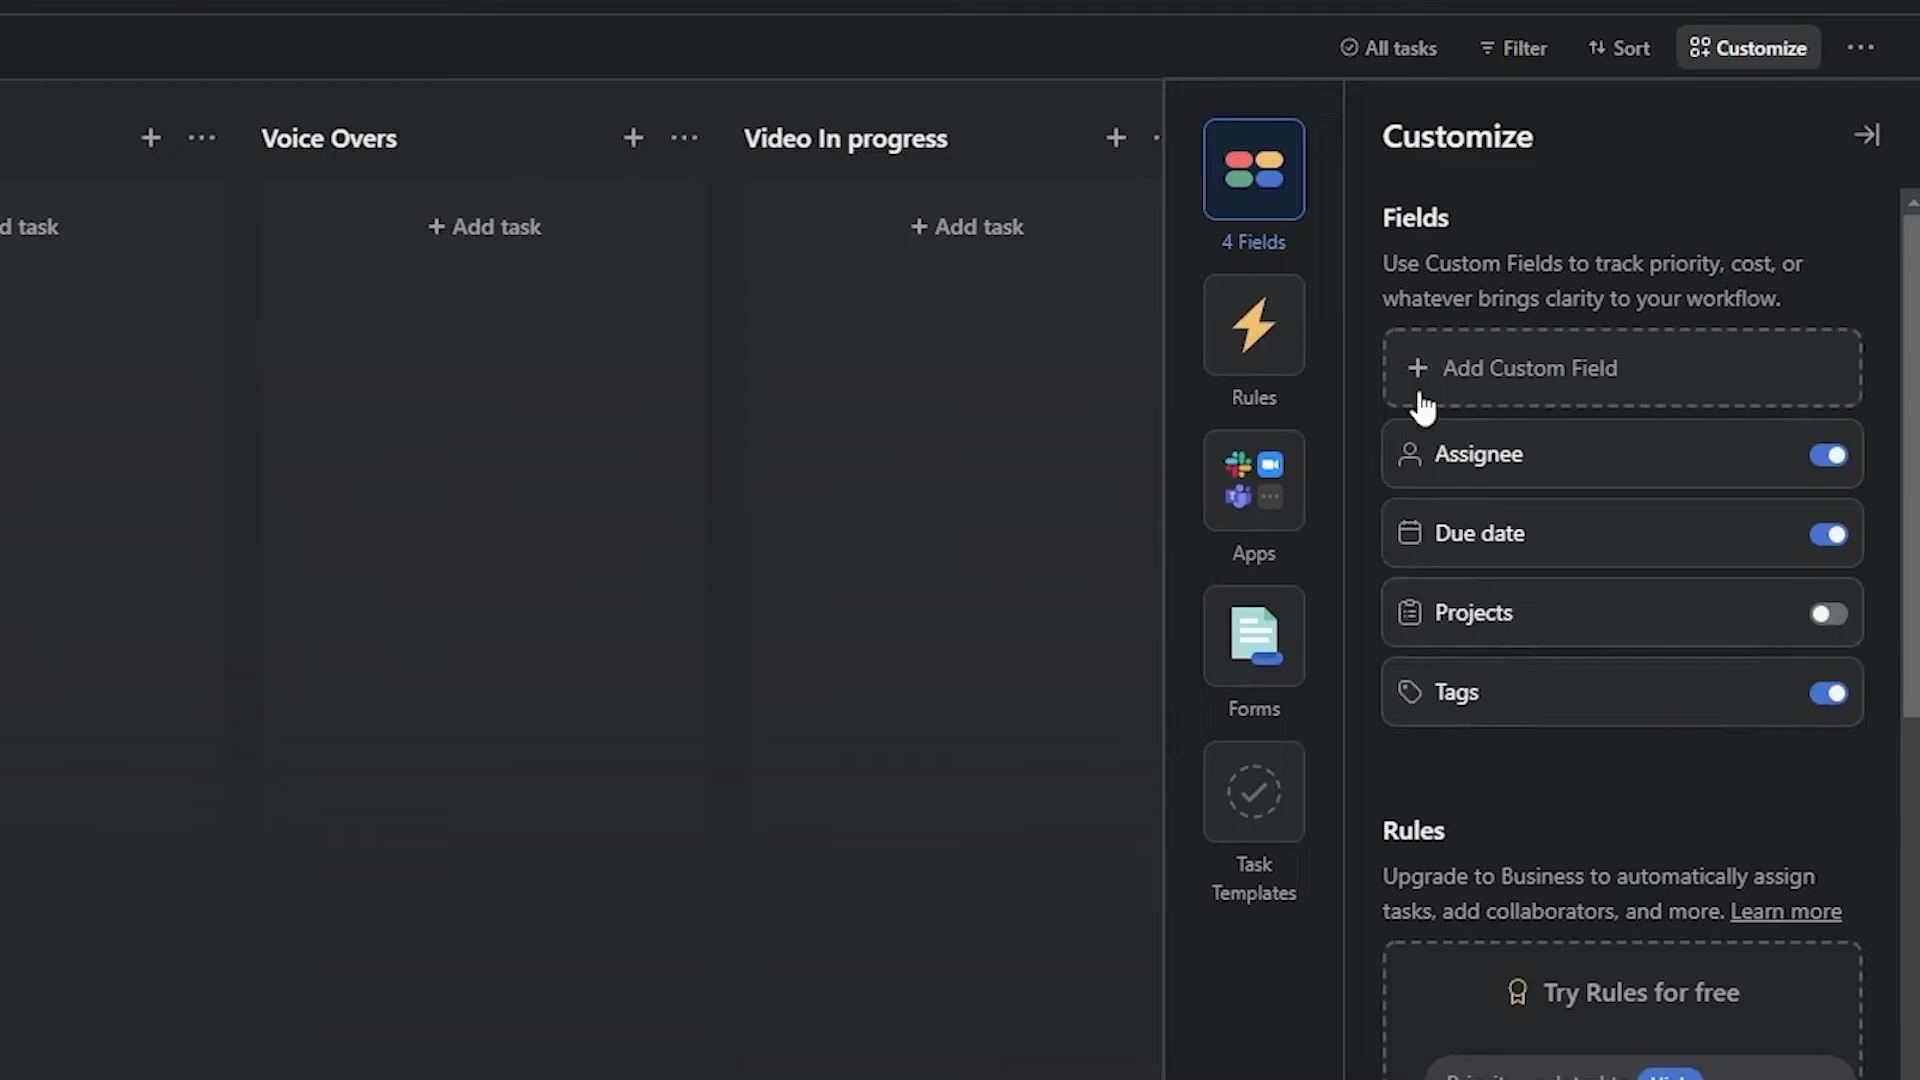 All tasks
Filter
Sort
Customize
Voice Overs
Video In progress
d task
+ Add task
+ Add task
4 Fields
Rules
Apps
Forms
Task
Templates
Customize
Fields
Use Custom Fields to track priority, cost, or
whatever brings clarity to your workflow.
+ Add Custom Field
Assignee
Due date
Projects
Tags
Rules
Upgrade to Business to automatically assign
tasks, add collaborators, and more. Learn more
Try Rules for free